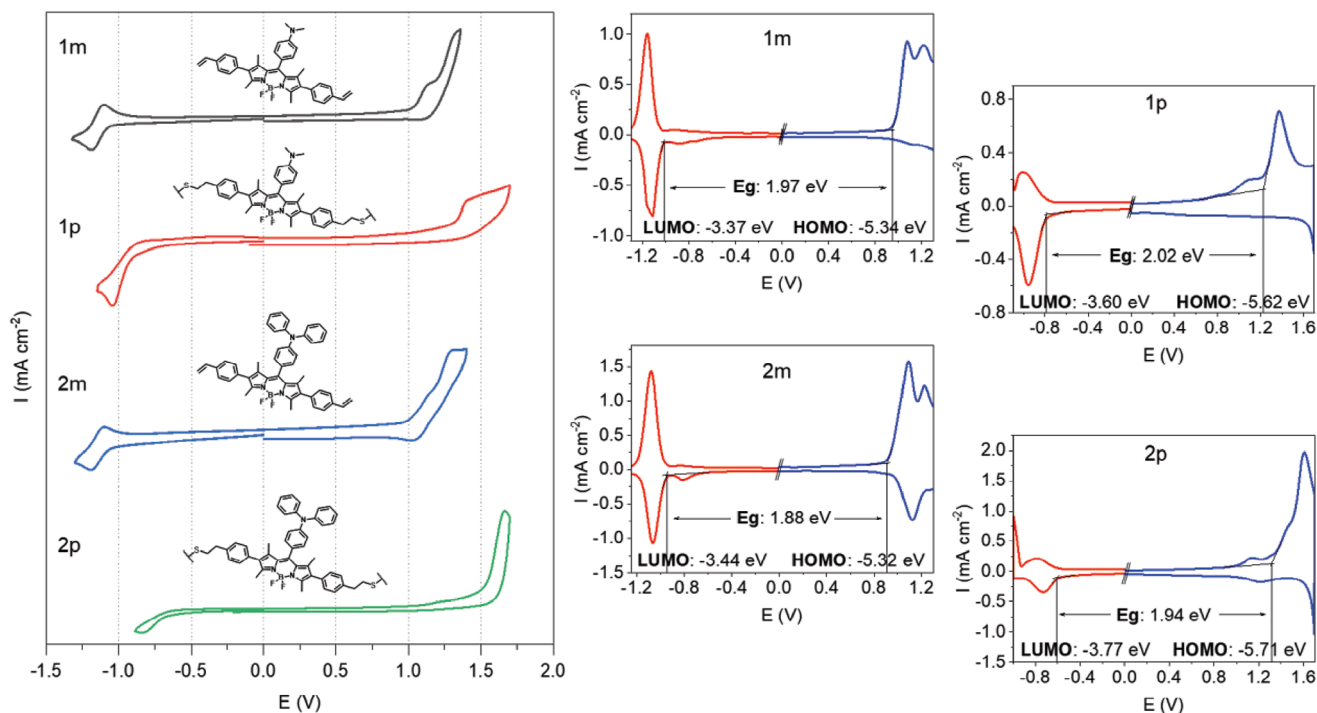 1m
N
N B N
F F
1p
N
S
N B N
F F
S
2m
N
N B N
F F
2p
N
S
N B N
F F
S
I (mA cm-2)
-1.5 -1.0 -0.5 0.0 0.5 1.0 1.5 2.0
E (V)
1m
1.0
0.5
0.0
-0.5
-1.0
I (mA cm-2)
Eg: 1.97 eV
LUMO: -3.37 eV HOMO: -5.34 eV
-1.2 -0.8 -0.4 0.0 0.4 0.8 1.2
E (V)
2m
1.5
1.0
0.5
0.0
-0.5
-1.0
-1.5
I (mA cm-2)
Eg: 1.88 eV
LUMO: -3.44 eV HOMO: -5.32 eV
-1.2 -0.8 -0.4 0.0 0.4 0.8 1.2
E (V)
1p
0.8
0.4
0.0
-0.4
-0.8
I (mA cm-2)
Eg: 2.02 eV
LUMO: -3.60 eV HOMO: -5.62 eV
-0.8 -0.4 0.0 0.4 0.8 1.2 1.6
E (V)
2p
2.0
1.5
1.0
0.5
0.0
-0.5
-1.0
-1.5
I (mA cm-2)
Eg: 1.94 eV
LUMO: -3.77 eV HOMO: -5.71 eV
-0.8 -0.4 0.0 0.4 0.8 1.2 1.6
E (V)